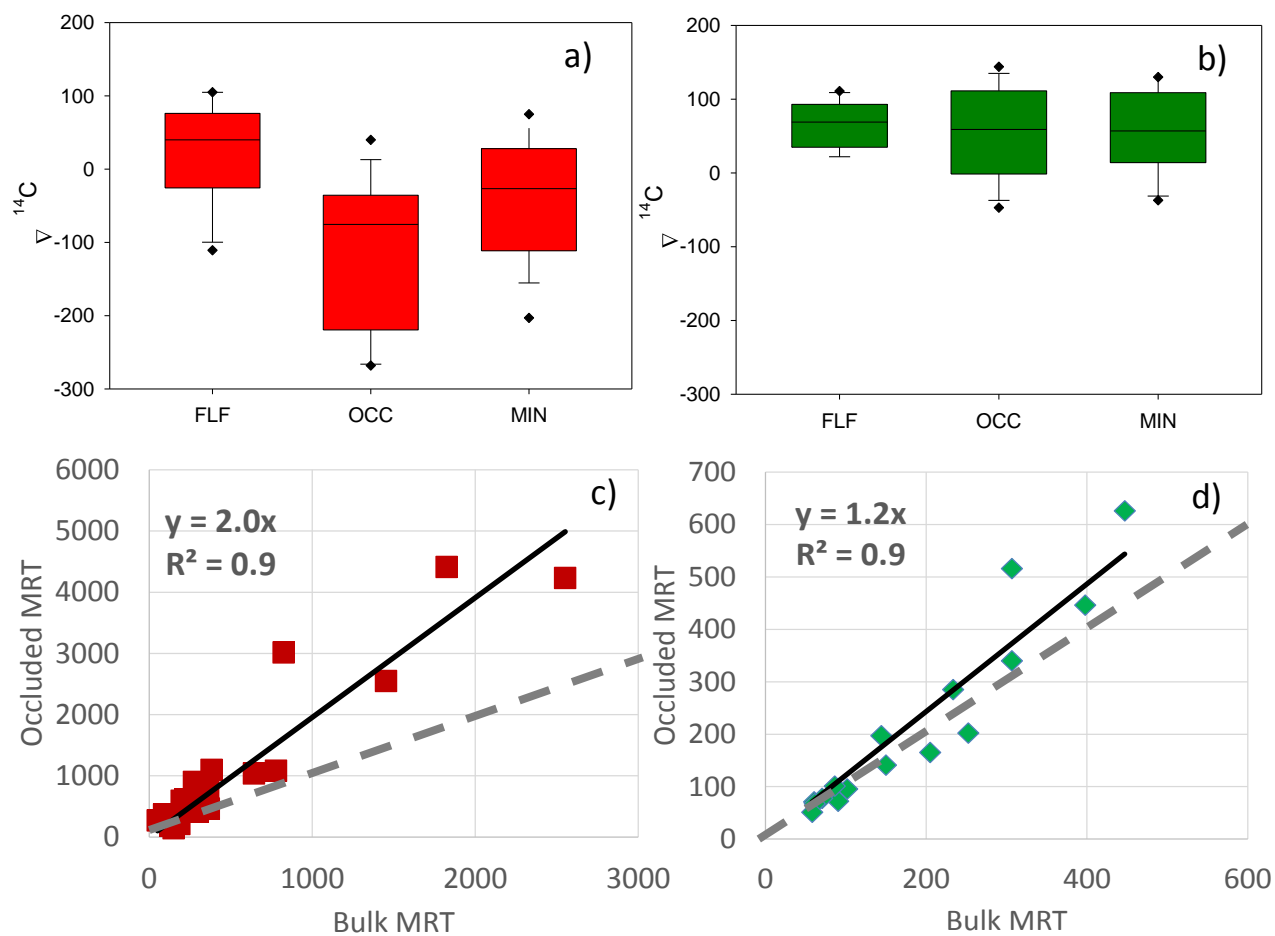 a)
200
100
0
-100
-200
-300
∇ 14C
FLF OCC MIN
b)
200
100
0
-100
-200
-300
∇ 14C
FLF OCC MIN
c)
y = 2.0x
R² = 0.9
6000
5000
4000
3000
2000
1000
0
Occluded MRT
0 1000 2000 3000
Bulk MRT
d)
y = 1.2x
R² = 0.9
700
600
500
400
300
200
100
0
Occluded MRT
0 200 400 600
Bulk MRT